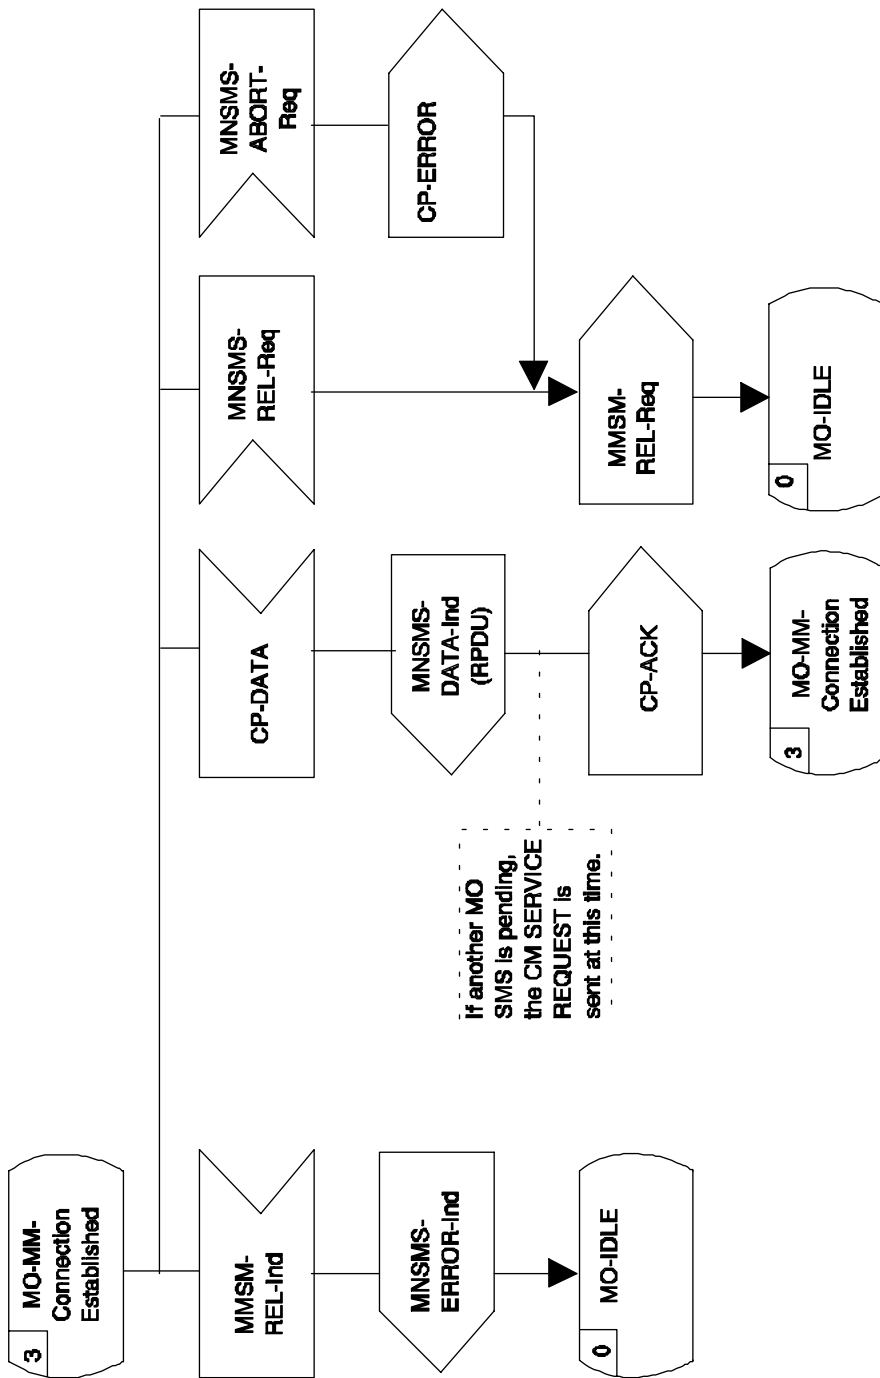 3
MO-MM-
Connection
Established
MMSM-
REL-Ind
MNSMS-
ERROR-Ind
0
MO-IDLE
CP-DATA
MNSMS-
DATA-Ind
(RPDU)
If another MO
SMS is pending,
the CM SERVICE
REQUEST is
sent at this time.
CP-ACK
3
MO-MM-
Connection
Established
MNSMS-
REL-Req
MMSM-
REL-Req
0
MO-IDLE
MNSMS-
ABORT-
Req
CP-ERROR